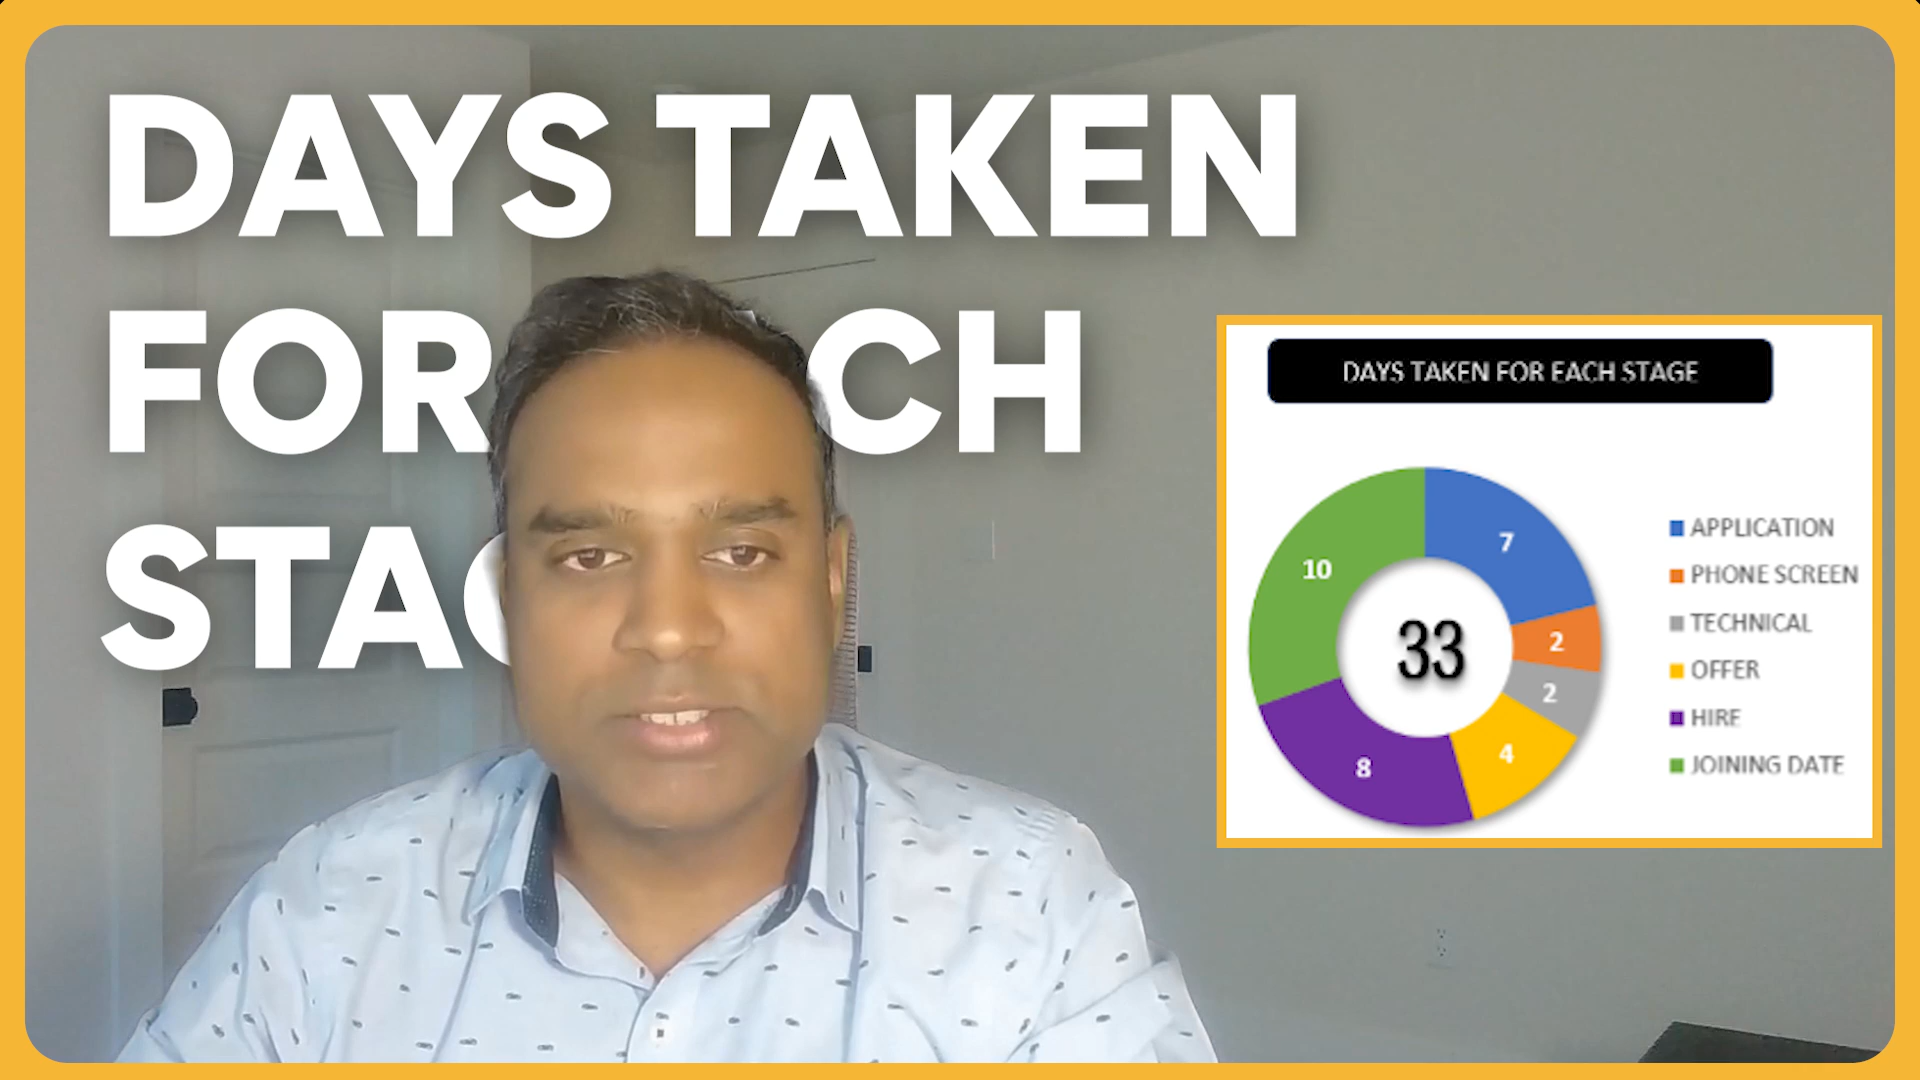 DAYS TAKEN
FOR CH
STA
DAYS TAKEN FOR EACH STAGE
7
2
2
4
8
10
33
APPLICATION
PHONE SCREEN
TECHNICAL
OFFER
HIRE
JOINING DATE